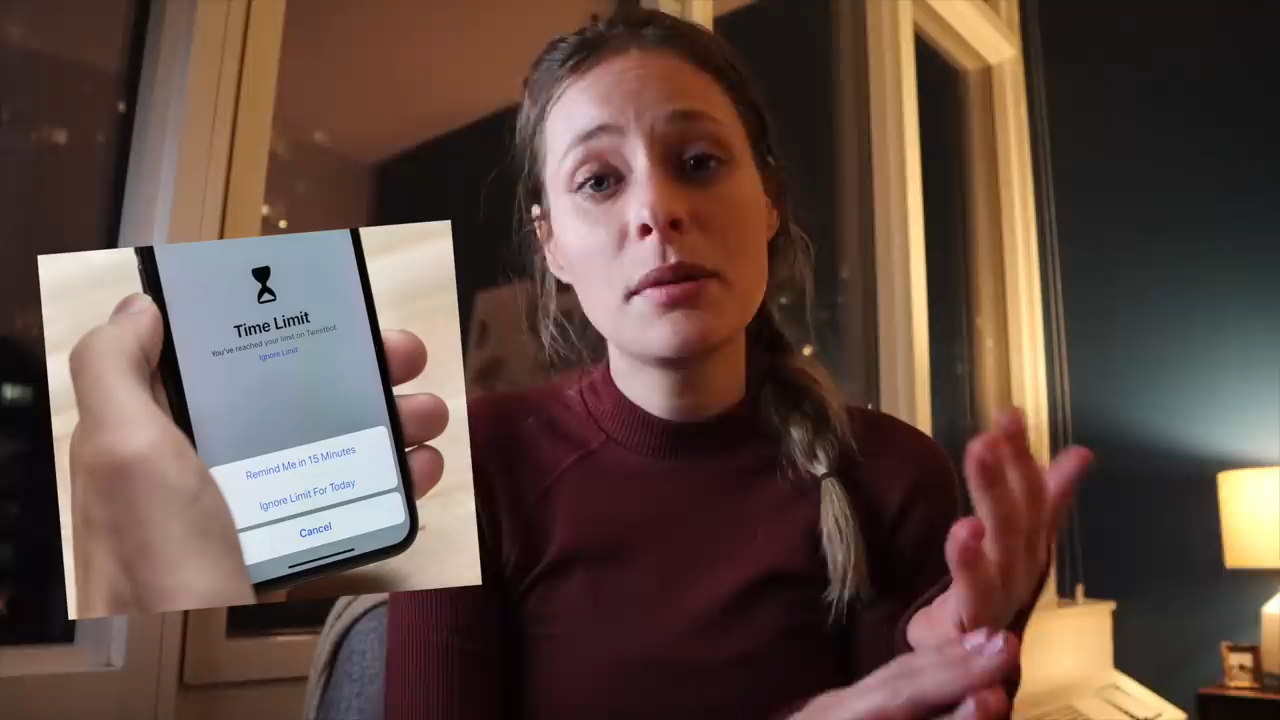 Time Limit
You've reached your limit on Tweetbot.
Ignore Limit
Remind Me in 15 Minutes
Ignore Limit For Today
Cancel